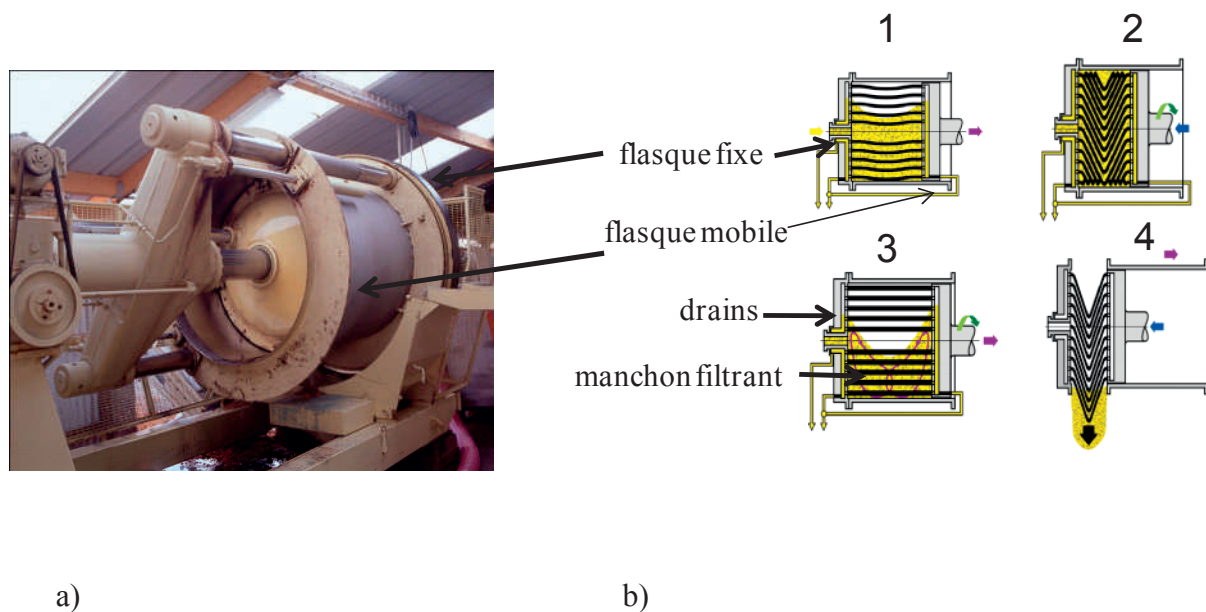 1
2
flasque fixe
flasque mobile
3
4
drains
manchon filtrant
a)
b)